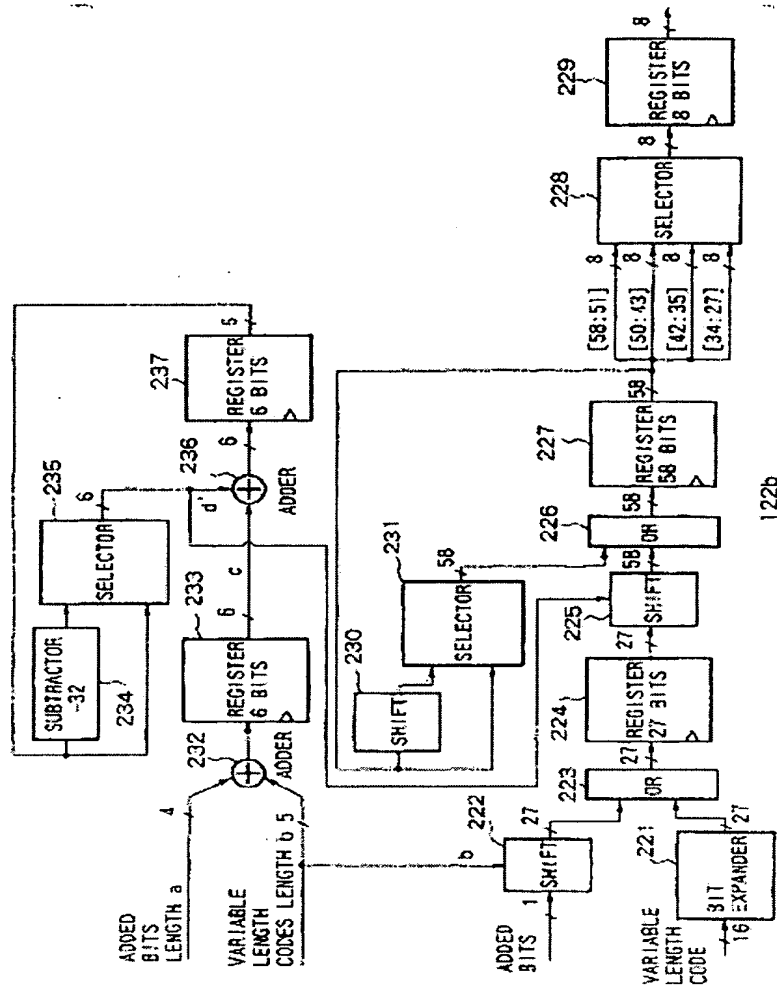 ADDED
BITS
LENGTH a
4
VARIABLE
LENGTH
CODES LENGTH b
5
232
ADDER
SUBTRACTOR
-32
234
SELECTOR
235
6
REGISTER
6 BITS
233
6
c
d'
236
ADDER
6
REGISTER
6 BITS
237
5
ADDED
BITS
1
b
SHIFT
222
27
VARIABLE
LENGTH
CODE
16
BIT
EXPANDER
221
27
OR
223
27
REGISTER
27 BITS
224
27
SHIFT
225
58
SHIFT
230
SELECTOR
231
58
OR
226
58
REGISTER
58 BITS
227
58
[58:51]
8
[50:43]
8
[42:35]
8
[34:27]
8
SELECTOR
228
8
REGISTER
8 BITS
229
8
122b